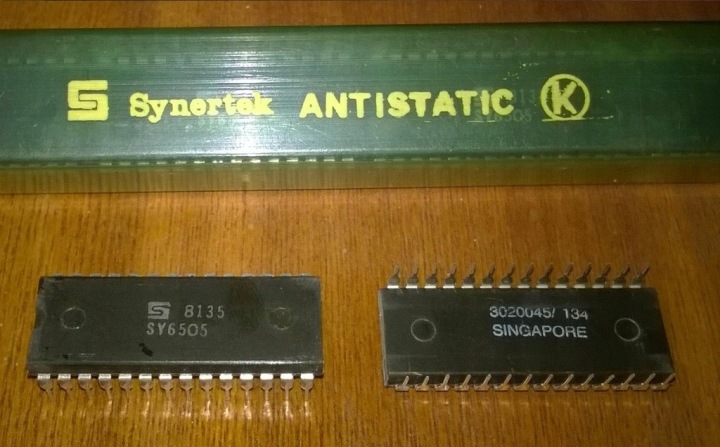 Synertek ANTISTATIC K
8135
SY6505
3020045/ 134
SINGAPORE